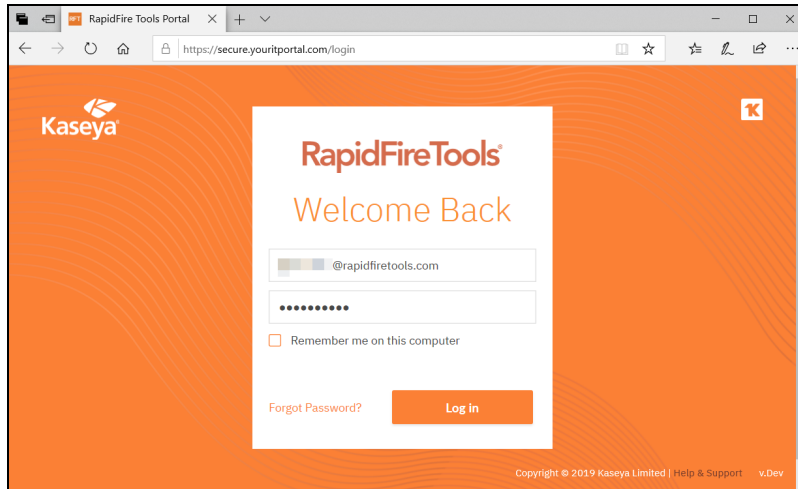 RFT RapidFire Tools Portal
https://secure.youritportal.com/login
Kaseya
K
RapidFireTools®
Welcome Back
@rapidfiretools.com
Remember me on this computer
Forgot Password? Log in
Copyright © 2019 Kaseya Limited | Help & Support v.Dev